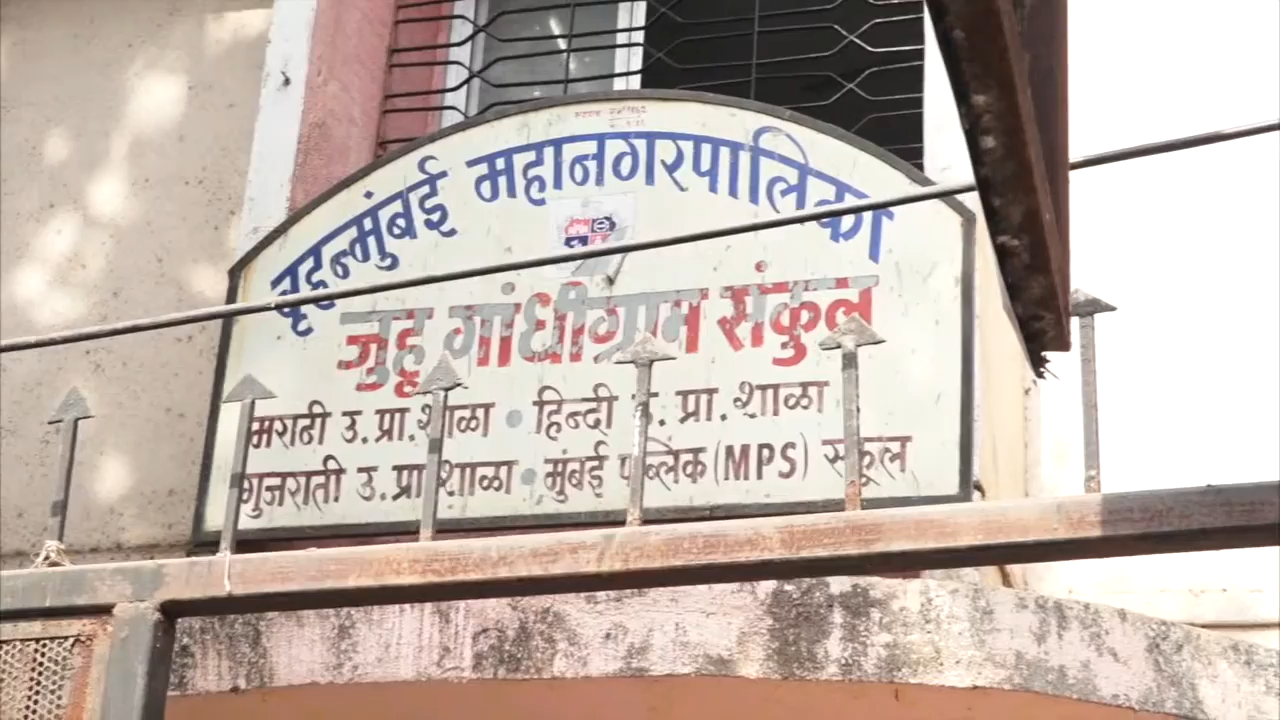 बृहन्मुंबई महानगरपालिका
जुहू गांधीग्राम संकुल
मराठी उ. प्रा. शाळा • हिन्दी उ. प्रा. शाळा
गुजराती उ. प्रा शाळा • मुंबई पब्लिक (MPS) स्कूल